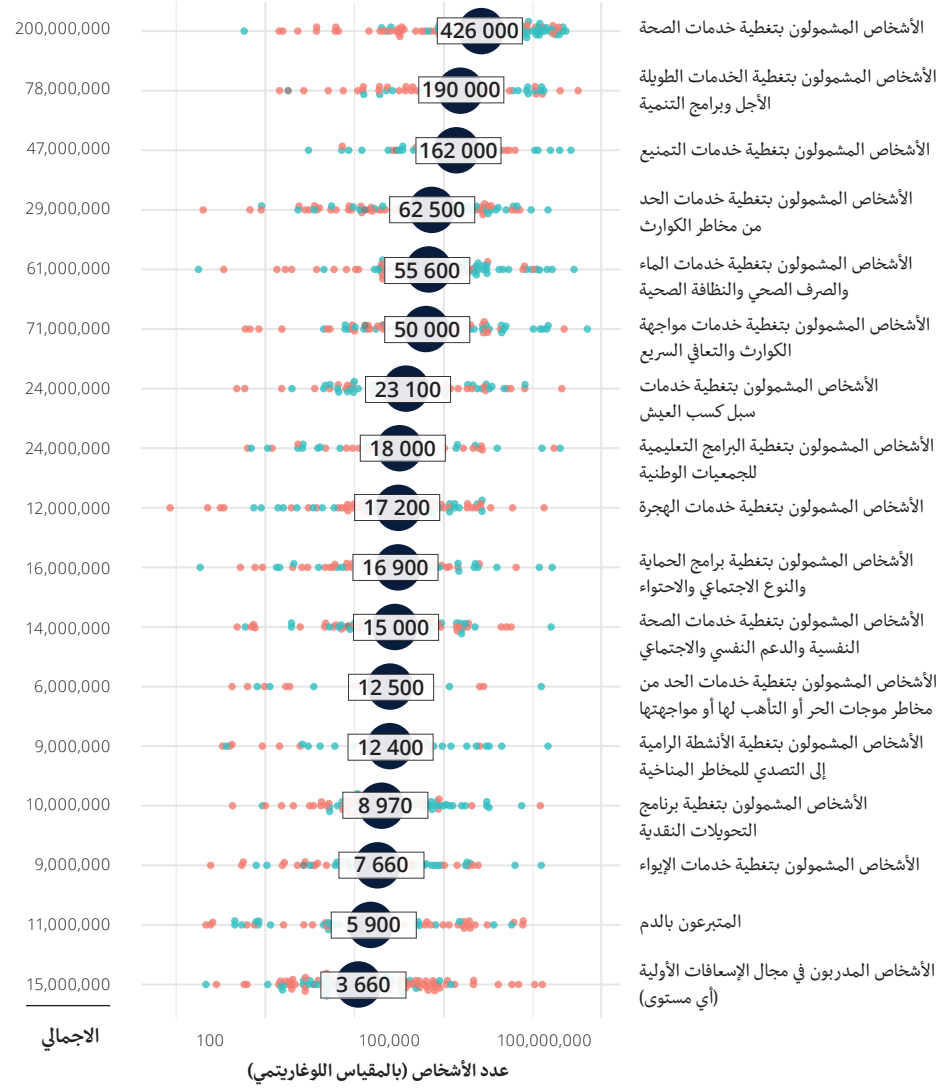 الأشخاص المشمولون بتغطية خدمات الصحة
426 000
200,000,000
الأشخاص المشمولون بتغطية الخدمات الطويلة
الأجل وبرامج التنمية
190 000
78,000,000
الأشخاص المشمولون بتغطية خدمات التمنيع
162 000
47,000,000
الأشخاص المشمولون بتغطية خدمات الحد
من مخاطر الكوارث
62 500
29,000,000
الأشخاص المشمولون بتغطية خدمات الماء
والصرف الصحي والنظافة الصحية
55 600
61,000,000
الأشخاص المشمولون بتغطية خدمات مواجهة
الكوارث والتعافي السريع
50 000
71,000,000
الأشخاص المشمولون بتغطية خدمات
سبل كسب العيش
23 100
24,000,000
الأشخاص المشمولون بتغطية البرامج التعليمية
للجمعيات الوطنية
18 000
24,000,000
الأشخاص المشمولون بتغطية خدمات الهجرة
17 200
12,000,000
الأشخاص المشمولون بتغطية برامج الحماية
والنوع الاجتماعي والاحتواء
16 900
16,000,000
الأشخاص المشمولون بتغطية خدمات الصحة
النفسية والدعم النفسي والاجتماعي
15 000
14,000,000
الأشخاص المشمولون بتغطية خدمات الحد من
مخاطر موجات الحر أو التأهب لها أو مواجهتها
12 500
6,000,000
الأشخاص المشمولون بتغطية الأنشطة الرامية
إلى التصدي للمخاطر المناخية
12 400
9,000,000
الأشخاص المشمولون بتغطية برنامج
التحويلات النقدية
8 970
10,000,000
الأشخاص المشمولون بتغطية خدمات الإيواء
7 660
9,000,000
المتبرعون بالدم
5 900
11,000,000
الأشخاص المدربون في مجال الإسعافات الأولية
(أي مستوى)
3 660
15,000,000
الاجمالي
100
100,000
100,000,000
عدد الأشخاص (بالمقياس اللوغاريتمي)